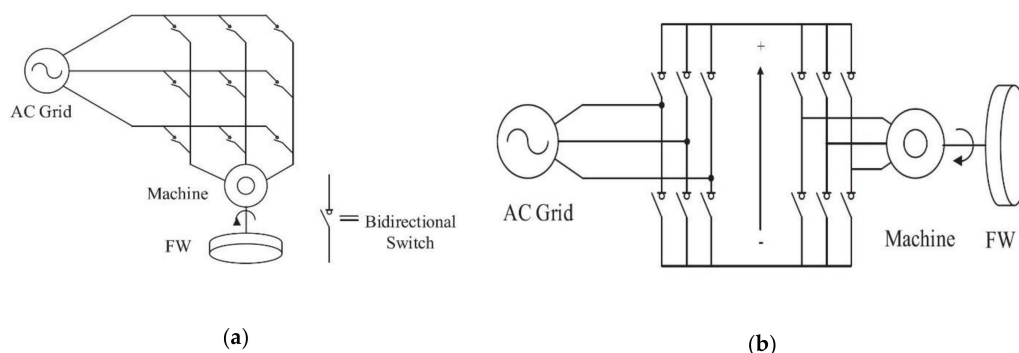 AC Grid
Machine
FW
Bidirectional
Switch
(a)
+
-
AC Grid
Machine
FW
(b)